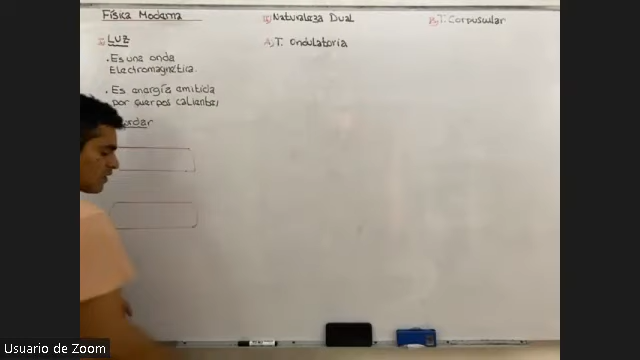 Física Moderna
I) LUZ
• Es una onda
Electromagnética.
• Es energía emitida
por cuerpos calientes
II) Naturaleza Dual
A) T. Ondulatoria
B) T. Corpuscular
Usuario de Zoom